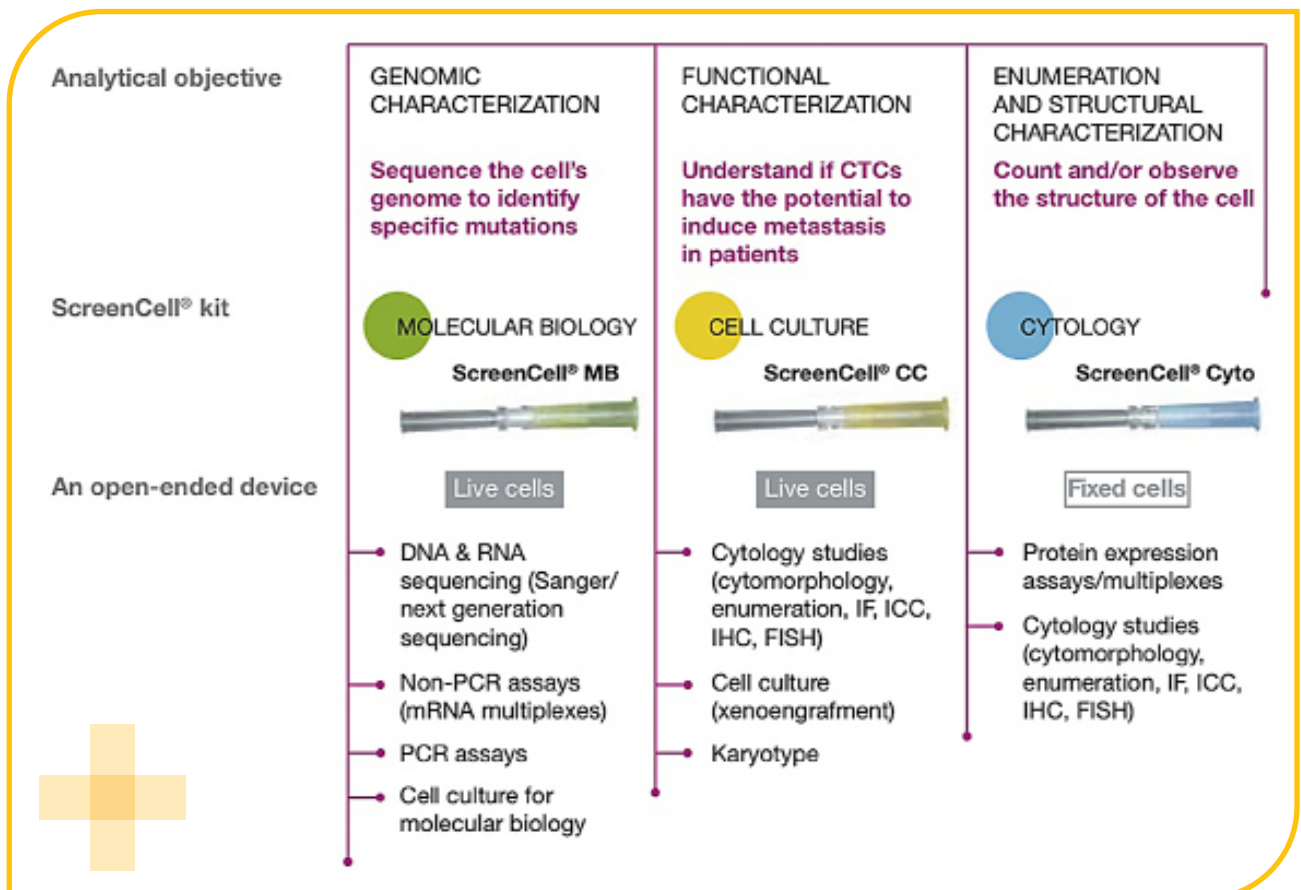 Analytical objective
GENOMIC
CHARACTERIZATION
Sequence the cell's
genome to identify
specific mutations
FUNCTIONAL
CHARACTERIZATION
Understand if CTCs
have the potential to
induce metastasis
in patients
ENUMERATION
AND STRUCTURAL
CHARACTERIZATION
Count and/or observe
the structure of the cell
ScreenCell® kit
MOLECULAR BIOLOGY
ScreenCell® MB
CELL CULTURE
ScreenCell® CC
CYTOLOGY
ScreenCell® Cyto
An open-ended device
Live cells
DNA & RNA
sequencing (Sanger/
next generation
sequencing)
Non-PCR assays
(mRNA multiplexes)
PCR assays
Cell culture for
molecular biology
Live cells
Cytology studies
(cytomorphology,
enumeration, IF, ICC,
IHC, FISH)
Cell culture
(xenoengrafment)
Karyotype
Fixed cells
Protein expression
assays/multiplexes
Cytology studies
(cytomorphology,
enumeration, IF, ICC,
IHC, FISH)